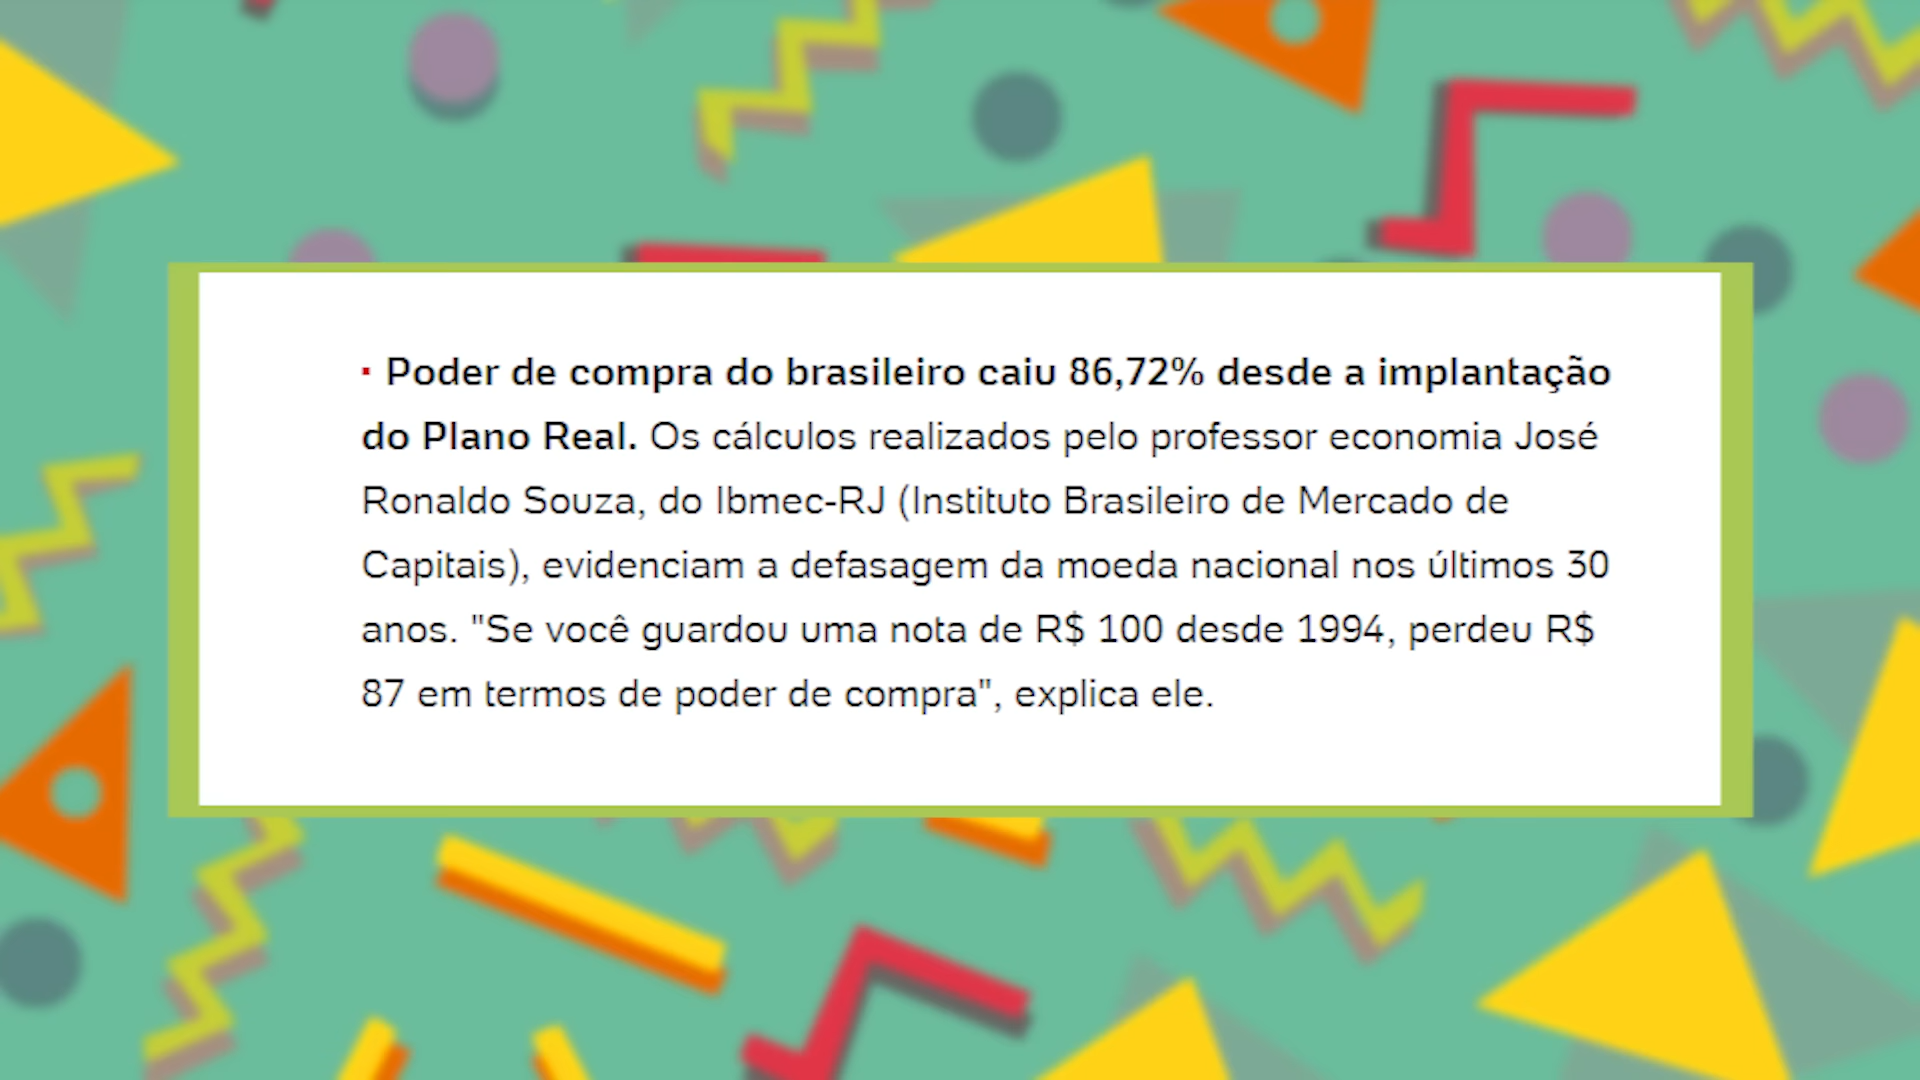 · Poder de compra do brasileiro caiu 86,72% desde a implantação
do Plano Real. Os cálculos realizados pelo professor economia José
Ronaldo Souza, do Ibmec-RJ (Instituto Brasileiro de Mercado de
Capitais), evidenciam a defasagem da moeda nacional nos últimos 30
anos. "Se você guardou uma nota de R$ 100 desde 1994, perdeu R$
87 em termos de poder de compra", explica ele.